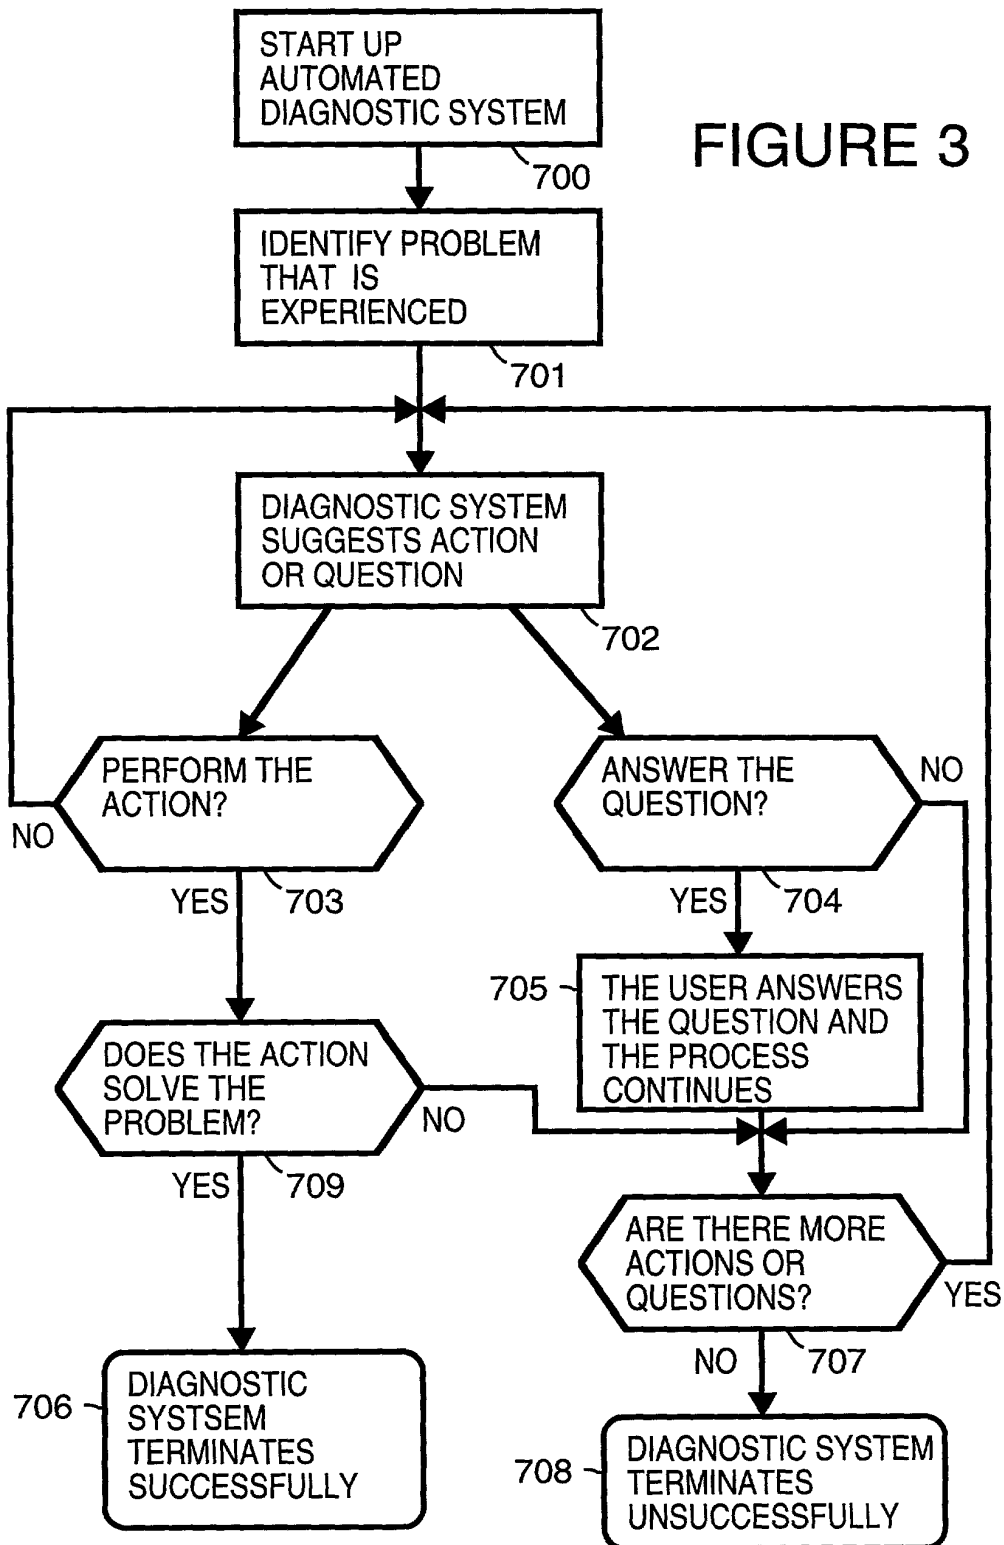 START UP
AUTOMATED
DIAGNOSTIC SYSTEM
FIGURE 3
700
IDENTIFY PROBLEM
THAT IS
EXPERIENCED
701
DIAGNOSTIC SYSTEM
SUGGESTS ACTION
OR QUESTION
702
PERFORM THE
ACTION?
NO
YES
703
ANSWER THE
QUESTION?
NO
YES
704
705
THE USER ANSWERS
THE QUESTION AND
THE PROCESS
CONTINUES
DOES THE ACTION
SOLVE THE
PROBLEM?
NO
YES
709
ARE THERE MORE
ACTIONS OR
QUESTIONS?
YES
NO
707
706
DIAGNOSTIC
SYSTSEM
TERMINATES
SUCCESSFULLY
708
DIAGNOSTIC SYSTEM
TERMINATES
UNSUCCESSFULLY